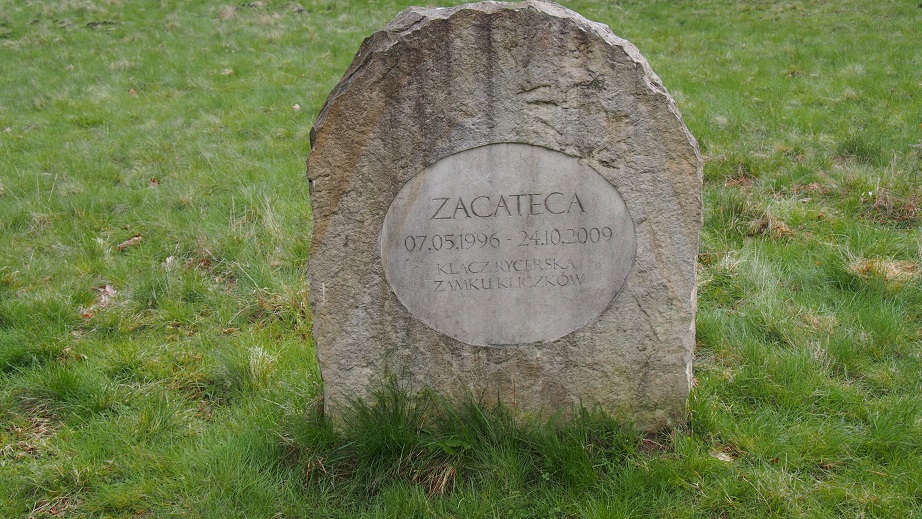 ZACATECA
07.05.1996 - 24.10.2009
KLACZ RYCERSKA
ZAMKU KLICZKÓW